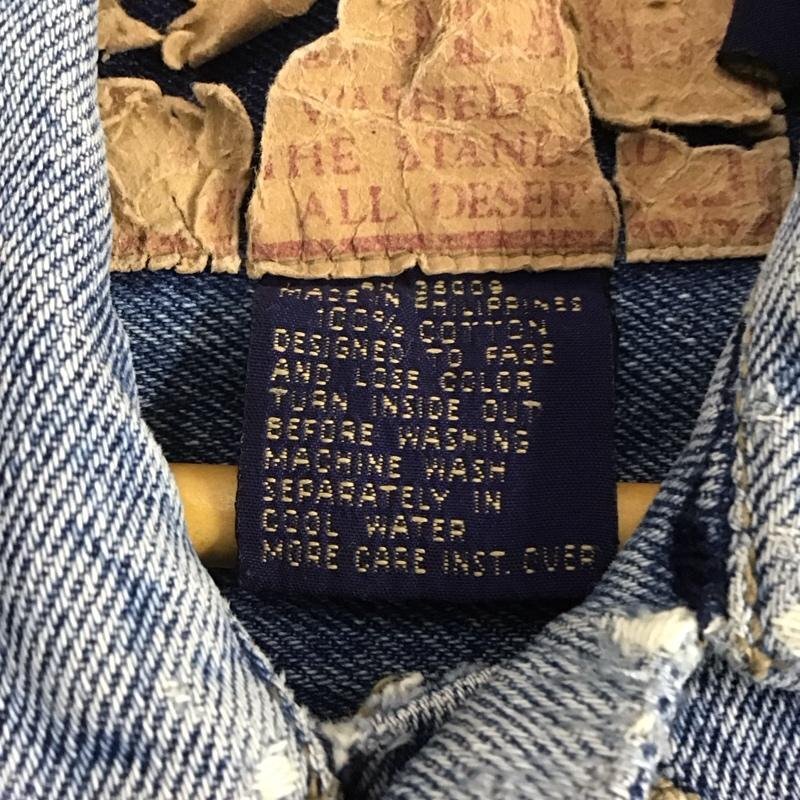 WASHED
THE STAND
ALL DESER
MADE IN PHILIPPINES
100% COTTON
DESIGNED TO FADE
AND LOSE COLOR
TURN INSIDE OUT
BEFORE WASHING
MACHINE WASH
SEPARATELY IN
COOL WATER
MORE CARE INST. OVER